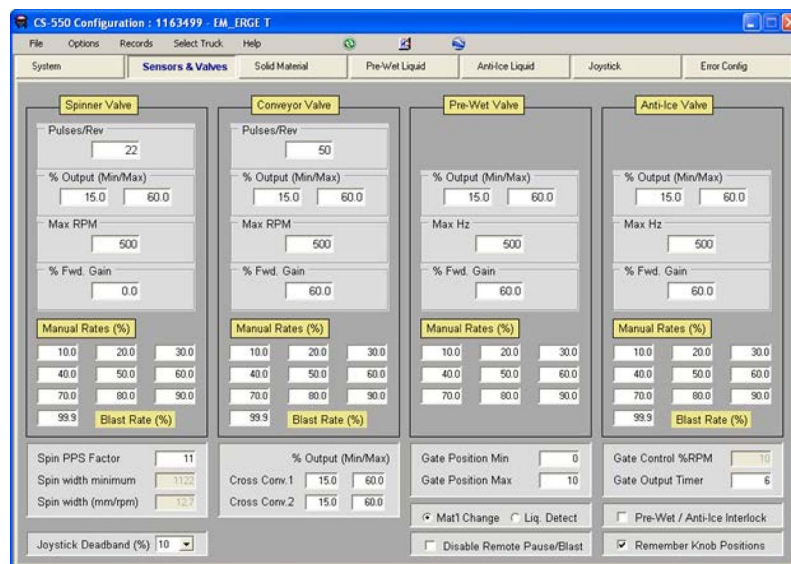 CS-550 Configuration : 1163499 - EM_ERGE T
File Options Records Select Truck Help
System Sensors & Valves Solid Material Pre-Wet Liquid Anti-Ice Liquid Joystick Error Config
Spinner Valve Conveyor Valve Pre-Wet Valve Anti-Ice Valve
Pulses/Rev Pulses/Rev
22 50
% Output (Min/Max) % Output (Min/Max) % Output (Min/Max) % Output (Min/Max)
15.0 60.0 15.0 60.0 15.0 60.0 15.0 60.0
Max RPM Max RPM Max Hz Max Hz
500 500 500 500
% Fwd. Gain % Fwd. Gain % Fwd. Gain % Fwd. Gain
0.0 60.0 60.0 60.0
Manual Rates (%) Manual Rates (%) Manual Rates (%) Manual Rates (%)
10.0 20.0 30.0 10.0 20.0 30.0 10.0 20.0 30.0 10.0 20.0 30.0
40.0 50.0 60.0 40.0 50.0 60.0 40.0 50.0 60.0 40.0 50.0 60.0
70.0 80.0 90.0 70.0 80.0 90.0 70.0 80.0 90.0 70.0 80.0 90.0
99.9 Blast Rate (%) 99.9 Blast Rate (%) 99.9 Blast Rate (%)
Spin PPS Factor 11 % Output (Min/Max) Gate Position Min 0 Gate Control %RPM 10
Spin width minimum 1122 Cross Conv.1 15.0 60.0 Gate Position Max 10 Gate Output Timer 6
Spin width (mm/rpm) 12.7 Cross Conv.2 15.0 60.0
Mat'l Change Liq. Detect Pre-Wet / Anti-Ice Interlock
Joystick Deadband (%) 10 Disable Remote Pause/Blast Remember Knob Positions